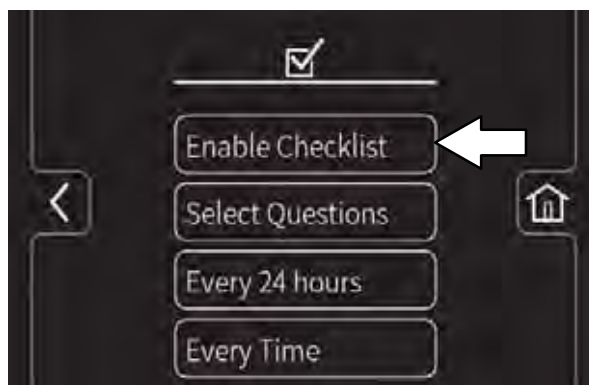 Enable Checklist
Select Questions
Every 24 hours
Every Time